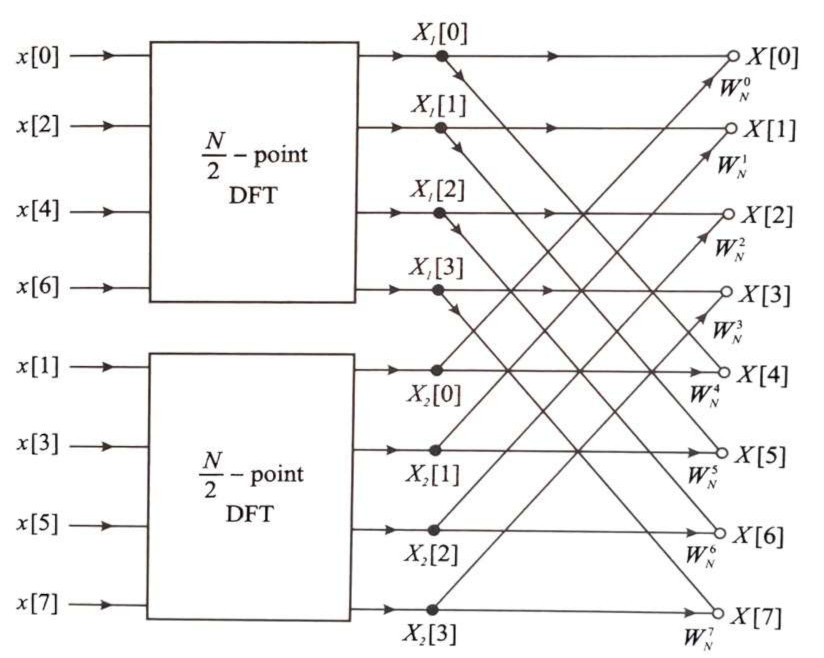 x[0] X₁[0] X[0]
W_N^0
x[2] X₁[1] X[1]
N/2 – point
DFT
W_N^1
x[4] X₁[2] X[2]
W_N^2
x[6] X₁[3] X[3]
W_N^3
x[1] X₂[0] X[4]
W_N^4
x[3] X₂[1] X[5]
N/2 – point
DFT
W_N^5
x[5] X₂[2] X[6]
W_N^6
x[7] X₂[3] X[7]
W_N^7